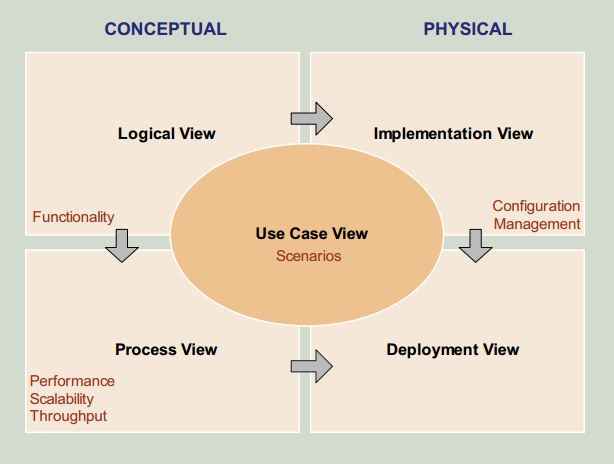 CONCEPTUAL
PHYSICAL
Logical View
Implementation View
Functionality
Configuration
Management
Use Case View
Scenarios
Process View
Deployment View
Performance
Scalability
Throughput